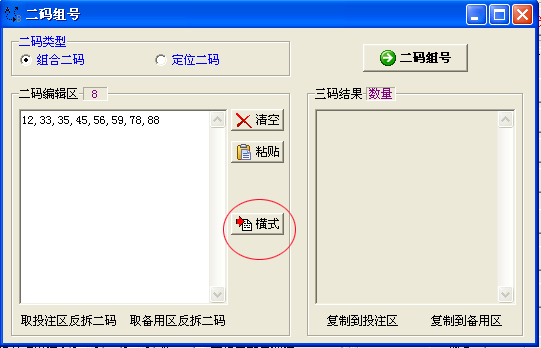 二码组号
二码类型
组合二码 定位二码
二码组号
二码编辑区 8
三码结果 数量
12,33,35,45,56,59,78,88
清空
粘贴
横式
取投注区反拆二码 取备用区反拆二码
复制到投注区 复制到备用区